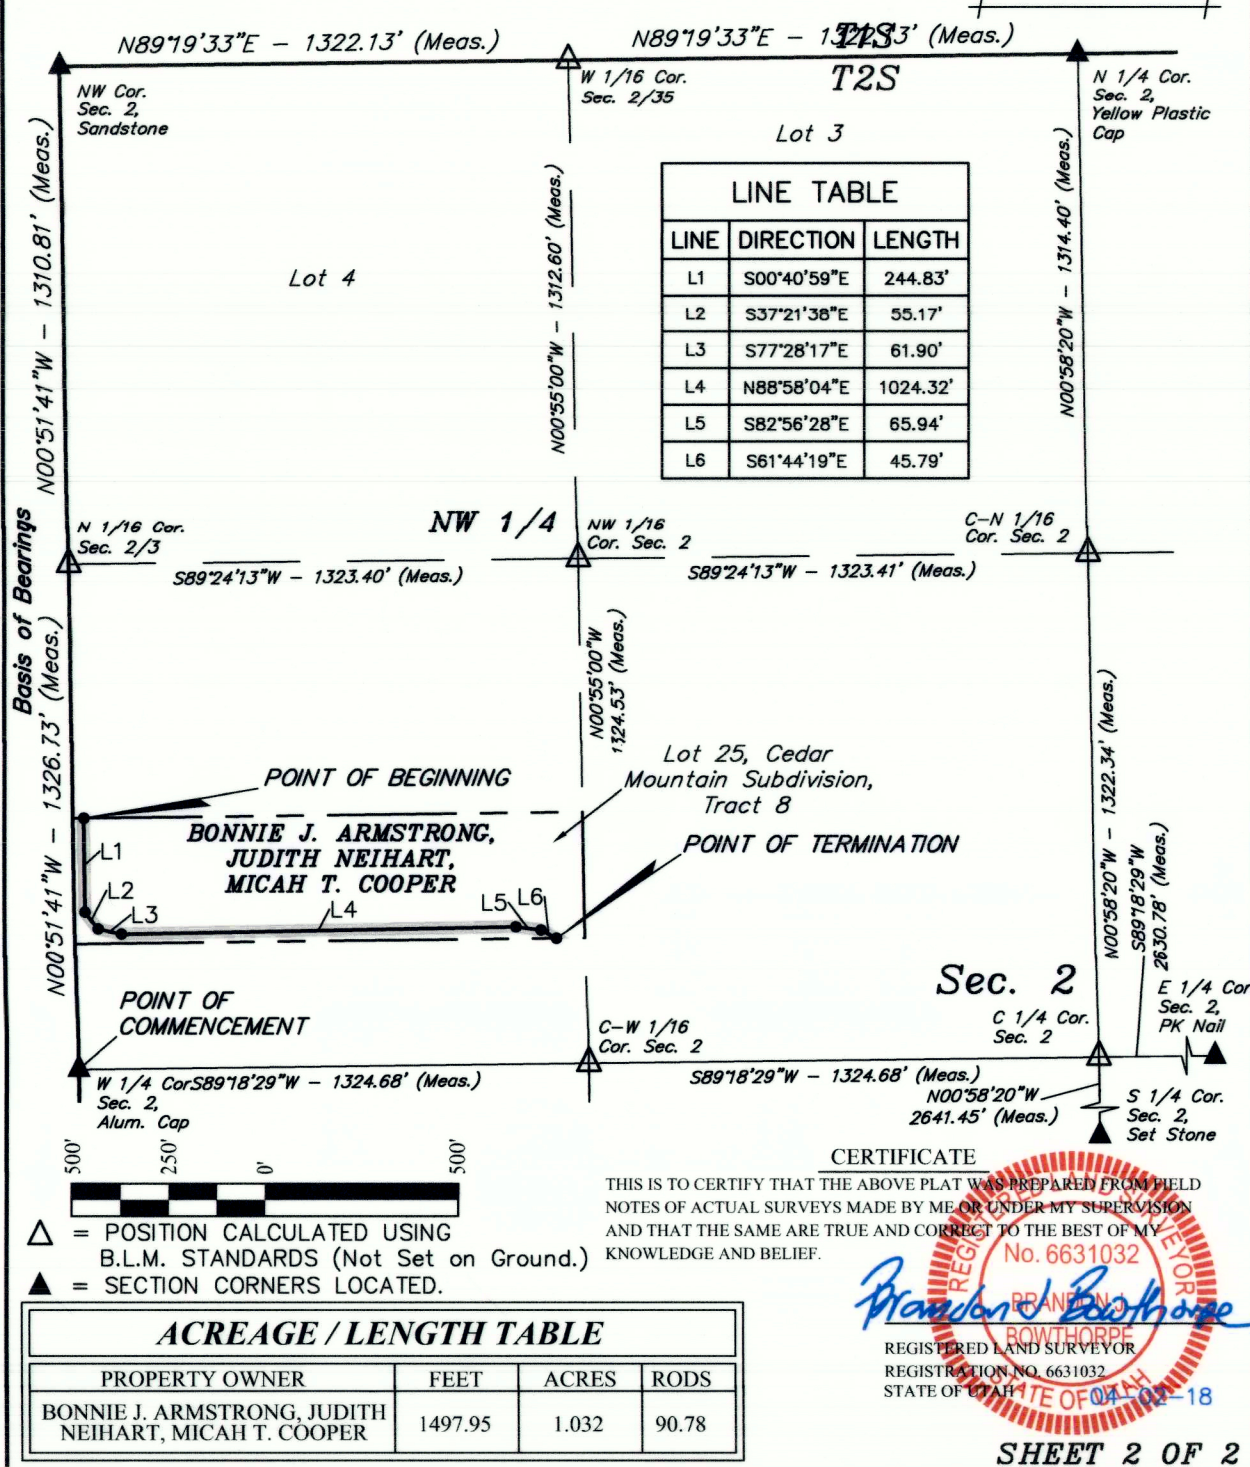 N89°19'33"E - 1322.13' (Meas.)
N89°19'33"E - 1322.13' (Meas.)
T1S
T2S
NW Cor.
Sec. 2,
Sandstone
W 1/16 Cor.
Sec. 2/35
N 1/4 Cor.
Sec. 2,
Yellow Plastic
Cap
Lot 3
Lot 4
LINE TABLE
LINE DIRECTION LENGTH
L1 S00°40'59"E 244.83'
L2 S37°21'38"E 55.17'
L3 S77°28'17"E 61.90'
L4 N88°58'04"E 1024.32'
L5 S82°56'28"E 65.94'
L6 S61°44'19"E 45.79'
N00°51'41"W - 1310.81' (Meas.)
N00°55'00"W - 1312.60' (Meas.)
N00°58'20"W - 1314.40' (Meas.)
Basis of Bearings
N 1/16 Cor.
Sec. 2/3
NW 1/4
NW 1/16
Cor. Sec. 2
C-N 1/16
Cor. Sec. 2
S89°24'13"W - 1323.40' (Meas.)
S89°24'13"W - 1323.41' (Meas.)
N00°51'41"W - 1326.73' (Meas.)
N00°55'00"W
1324.53' (Meas.)
N00°58'20"W - 1322.34' (Meas.)
S89°18'29"W
2630.78' (Meas.)
Lot 25, Cedar
Mountain Subdivision,
Tract 8
POINT OF BEGINNING
BONNIE J. ARMSTRONG,
JUDITH NEIHART,
MICAH T. COOPER
POINT OF TERMINATION
L1
L2
L3
L4
L5
L6
POINT OF
COMMENCEMENT
Sec. 2
C-W 1/16
Cor. Sec. 2
C 1/4 Cor.
Sec. 2
E 1/4 Cor
Sec. 2,
PK Nail
W 1/4 Cor
Sec. 2,
Alum. Cap
S89°18'29"W - 1324.68' (Meas.)
S89°18'29"W - 1324.68' (Meas.)
N00°58'20"W
2641.45' (Meas.)
S 1/4 Cor.
Sec. 2,
Set Stone
500' 250' 0' 500'
△ = POSITION CALCULATED USING
B.L.M. STANDARDS (Not Set on Ground.)
▲ = SECTION CORNERS LOCATED.
CERTIFICATE
THIS IS TO CERTIFY THAT THE ABOVE PLAT WAS PREPARED FROM FIELD
NOTES OF ACTUAL SURVEYS MADE BY ME OR UNDER MY SUPERVISION
AND THAT THE SAME ARE TRUE AND CORRECT TO THE BEST OF MY
KNOWLEDGE AND BELIEF.
REGISTERED LAND SURVEYOR
No. 6631032
BRANDON J.
BOWTHORPE
STATE OF UTAH
Brandon J Bowthorpe
REGISTERED LAND SURVEYOR
REGISTRATION NO. 6631032
STATE OF UTAH
04-02-18
ACREAGE / LENGTH TABLE
PROPERTY OWNER FEET ACRES RODS
BONNIE J. ARMSTRONG, JUDITH
NEIHART, MICAH T. COOPER 1497.95 1.032 90.78
SHEET 2 OF 2